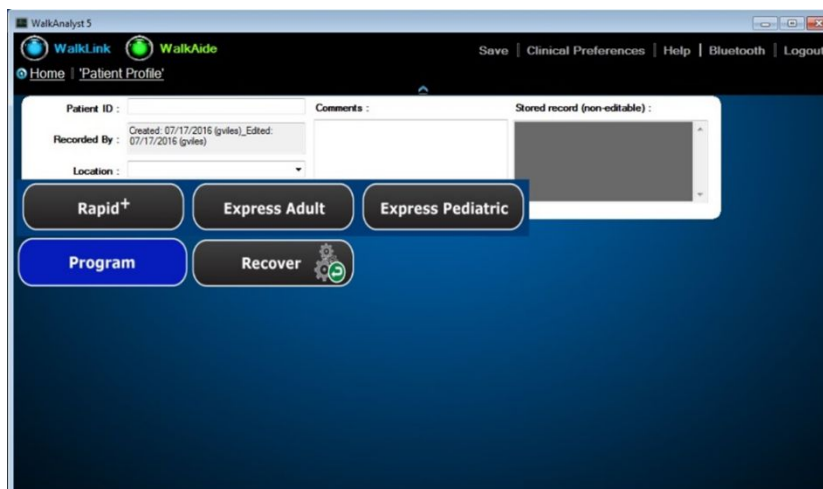 WalkAnalyst 5
WalkLink WalkAide Save | Clinical Preferences | Help | Bluetooth | Logout
Home | 'Patient Profile'
Patient ID :
Comments :
Stored record (non-editable) :
Recorded By : Created: 07/17/2016 (gviles)_Edted:
07/17/2016 (gviles)
Location :
Rapid+ Express Adult Express Pediatric
Program Recover